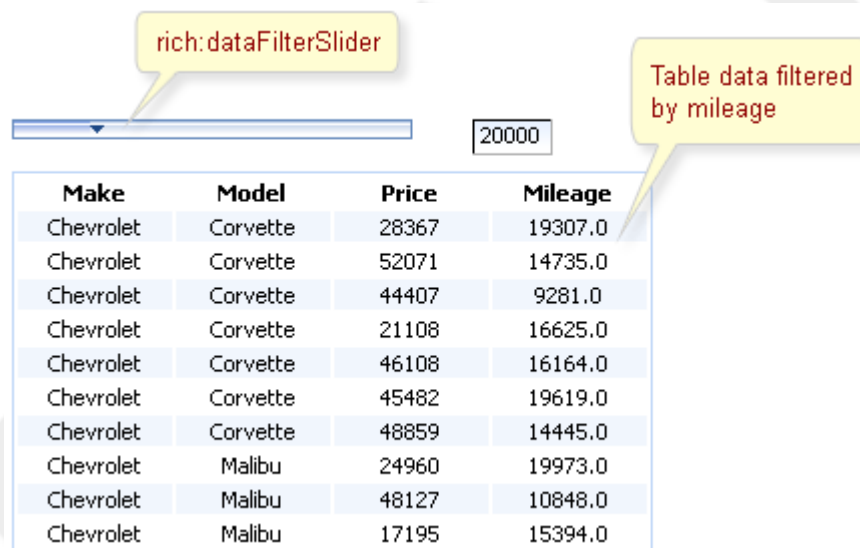 rich:dataFilterSlider
Table data filtered
by mileage
20000
Make Model Price Mileage
Chevrolet Corvette 28367 19307.0
Chevrolet Corvette 52071 14735.0
Chevrolet Corvette 44407 9281.0
Chevrolet Corvette 21108 16625.0
Chevrolet Corvette 46108 16164.0
Chevrolet Corvette 45482 19619.0
Chevrolet Corvette 48859 14445.0
Chevrolet Malibu 24960 19973.0
Chevrolet Malibu 48127 10848.0
Chevrolet Malibu 17195 15394.0